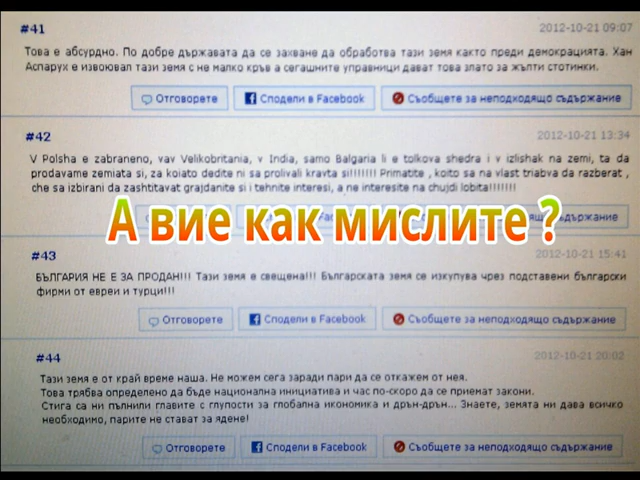 #41 2012-10-21 09:07
Това е абсурдно. По добре държавата да се захване да обработва тази земя както преди демокрацията. Хан
Аспарух е извоювал тази земя с не малко кръв а сегашните управници дават това злато за жълти стотинки.
Отговорете Сподели в Facebook Съобщете за неподходящо съдържание
#42 2012-10-21 13:34
V Polsha e zabraneno, vav Velikobritania, v India, samo Balgaria li e tolkova shedra i v izlishak na zemi, ta da
prodavame zemiata si, za koiato dedite ni sa prolivali kravta si!!!!!!! Primatite , koito sa na vlast triabva da razberat ,
che sa izbirani da zashtitavat grajdanite si i tehnite interesi, a ne interesite na chujdi lobita!!!!!!!
А вие как мислите ?
съдържание
#43 2012-10-21 15:41
БЪЛГАРИЯ НЕ Е ЗА ПРОДАН!!! Тази земя е свещена!!! Българската земя се изкупува чрез подставени български
фирми от евреи и турци!!!
Отговорете Сподели в Facebook Съобщете за неподходящо съдържание
#44 2012-10-21 20:02
Тази земя е от край време наша. Не можем сега заради пари да се откажем от нея.
Това трябва определено да бъде национална инициатива и час по-скоро да се приемат закони.
Стига са ни пълнили главите с глупости за глобална икономика и дрън-дрън... Знаете, земята ни дава всичко
необходимо, парите не стават за ядене!
Отговорете Сподели в Facebook Съобщете за неподходящо съдържание